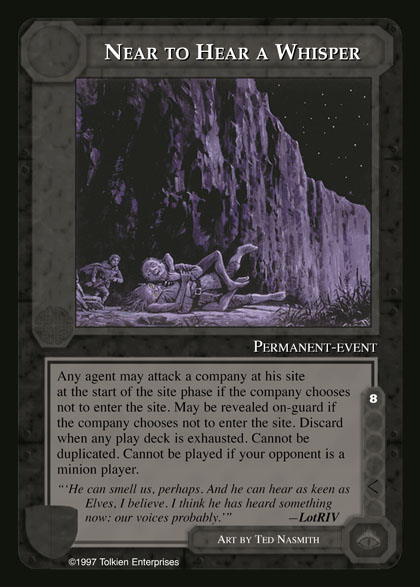 NEAR TO HEAR A WHISPER
PERMANENT-EVENT
Any agent may attack a company at his site
at the start of the site phase if the company chooses
not to enter the site. May be revealed on-guard if
the company chooses not to enter the site. Discard
when any play deck is exhausted. Cannot be
duplicated. Cannot be played if your opponent is a
minion player.
8
“‘He can smell us, perhaps. And he can hear as keen as
Elves, I believe. I think he has heard something
now: our voices probably.’” —LotRIV
ART BY TED NASMITH
©1997 Tolkien Enterprises